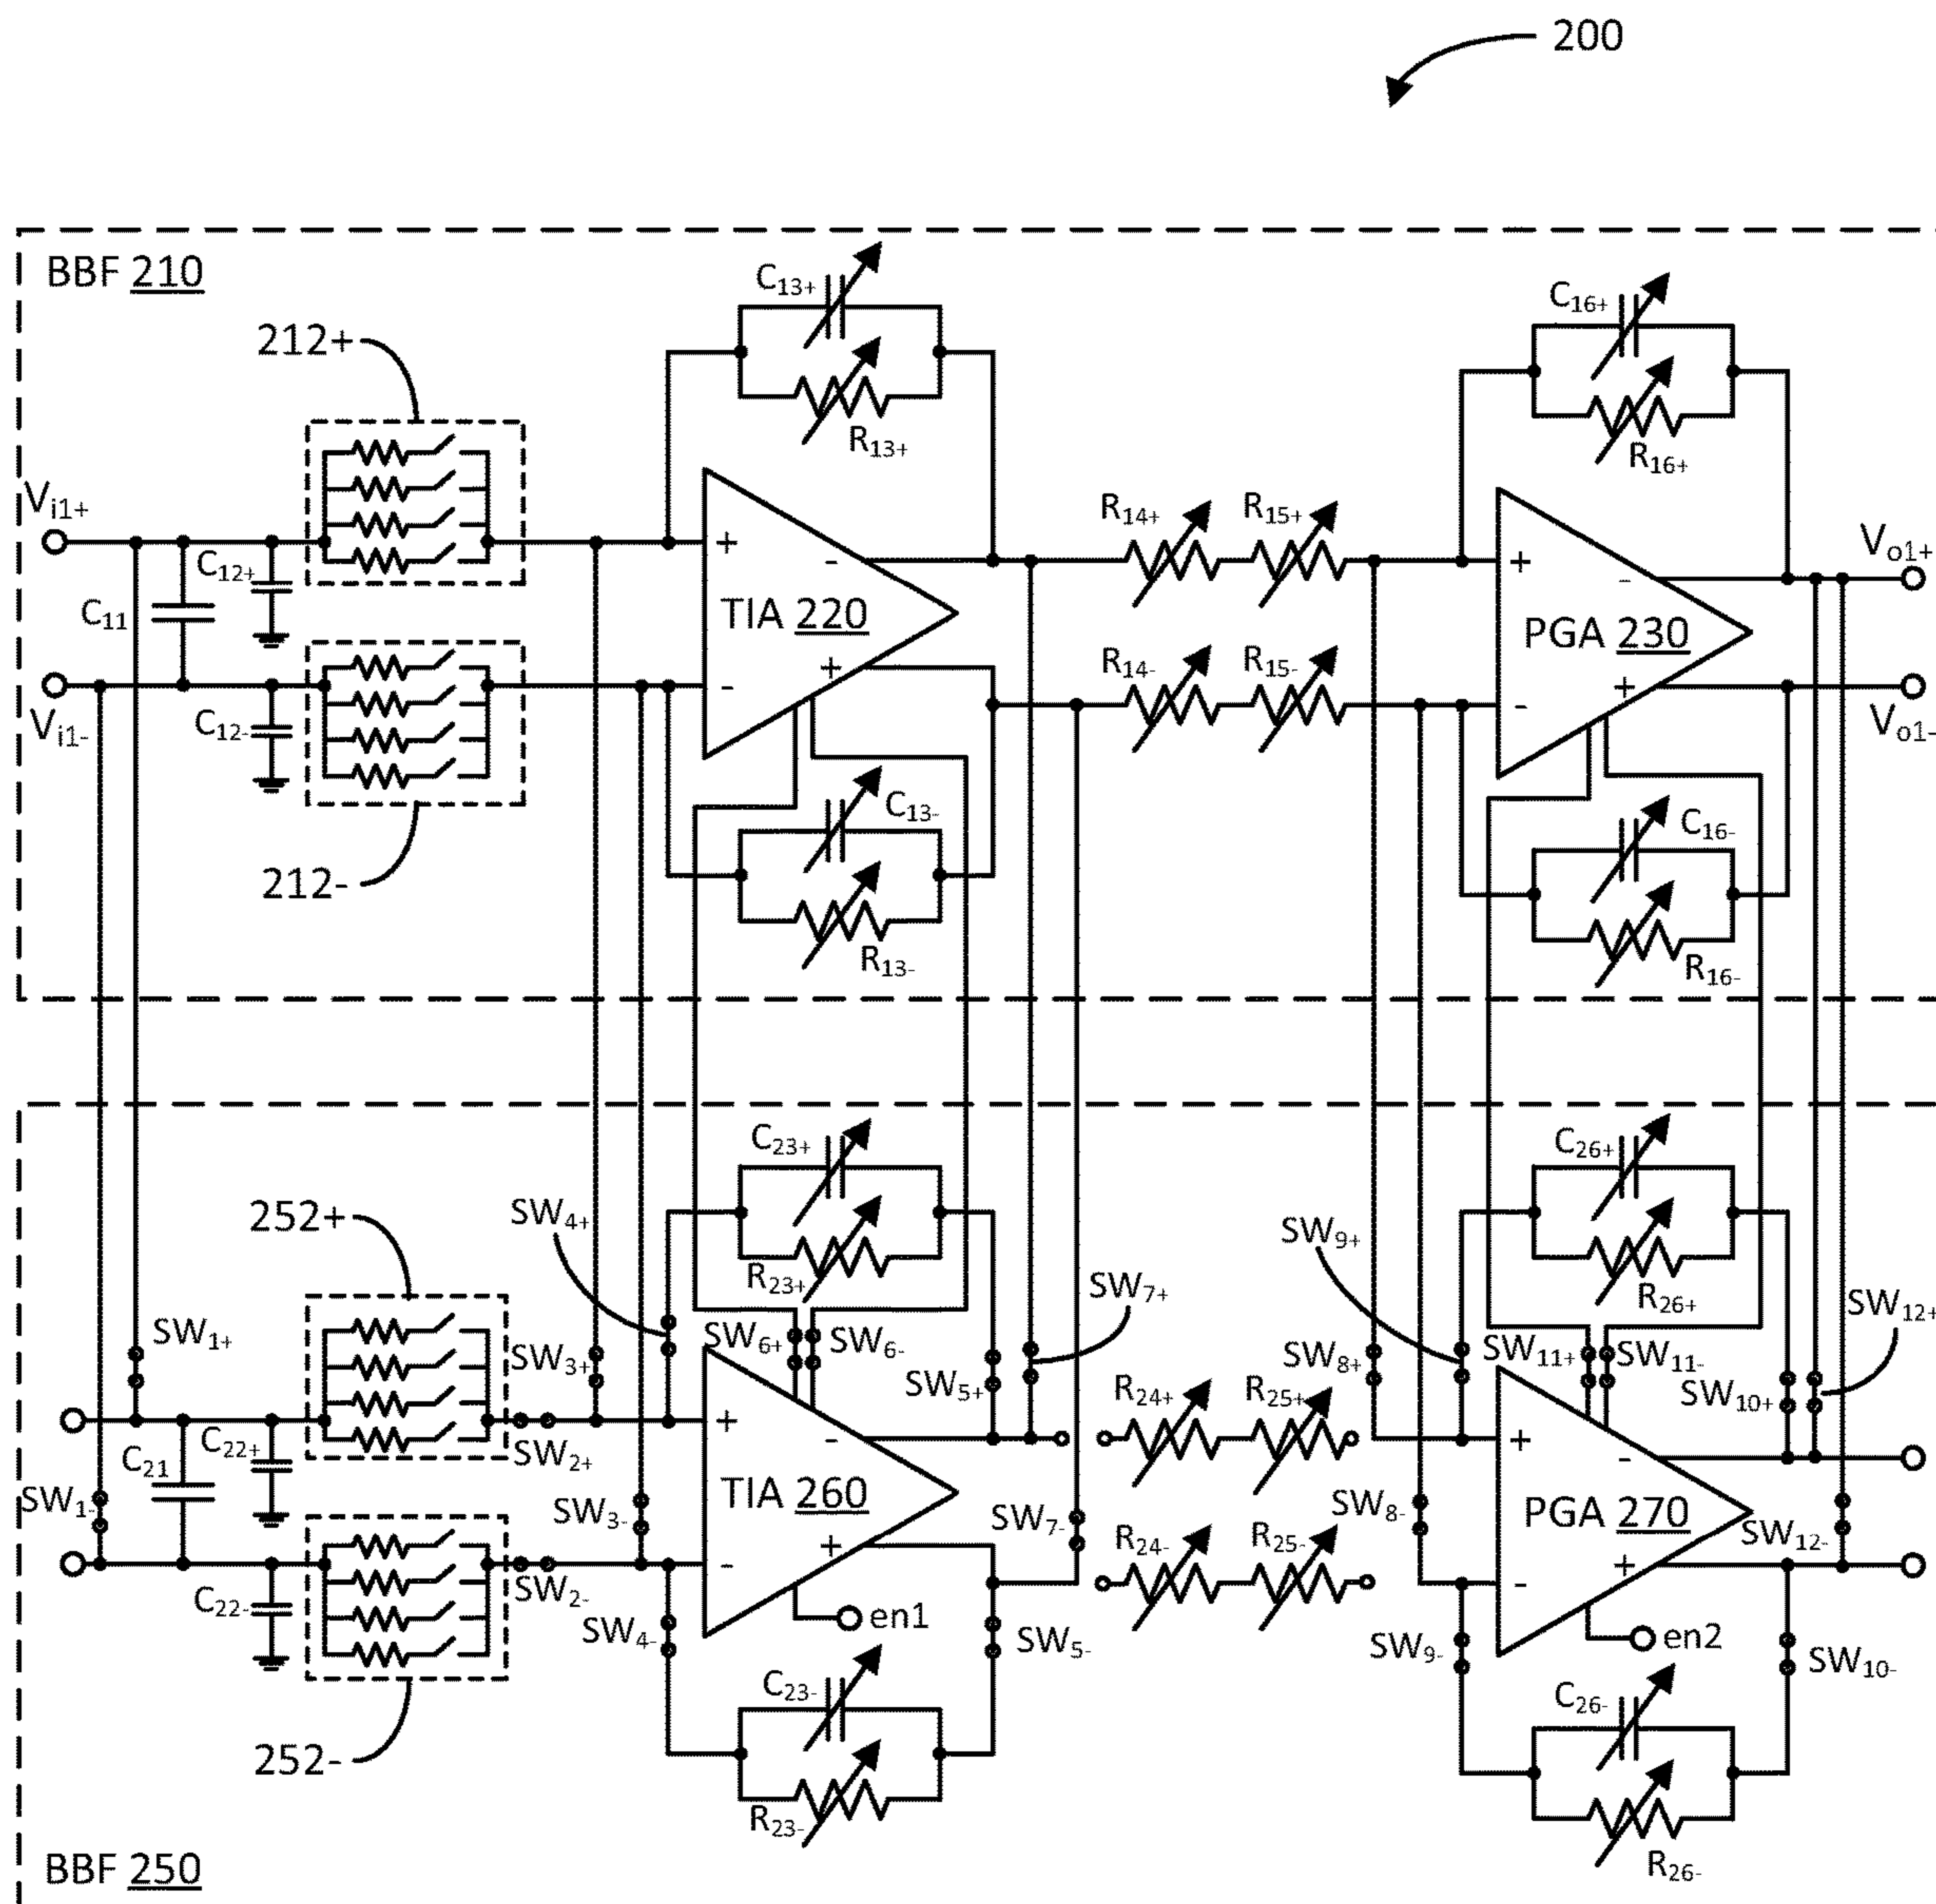 200
BBF 210
C13+
C16+
212+
R13+
R16+
Vi1+
R14+
R15+
Vo1+
C12+
+
-
+
-
C11
TIA 220
PGA 230
R14-
R15-
+
-
+
-
Vi1-
C12-
Vo1-
C13-
C16-
212-
R13-
R16-
C23+
C26+
252+
SW4+
SW9+
R23+
SW7+
R26+
SW12+
SW1+
SW6+
SW6-
SW11+
SW11-
SW3+
SW8+
SW5+
R24+
R25+
SW10+
C22+
+
-
+
-
C21
SW2+
TIA 260
PGA 270
SW1-
SW3-
SW7-
SW8-
R24-
R25-
SW12-
+
-
+
-
C22-
SW2-
SW4-
en1
SW5-
SW9-
en2
SW10-
C23-
C26-
252-
R23-
R26-
BBF 250